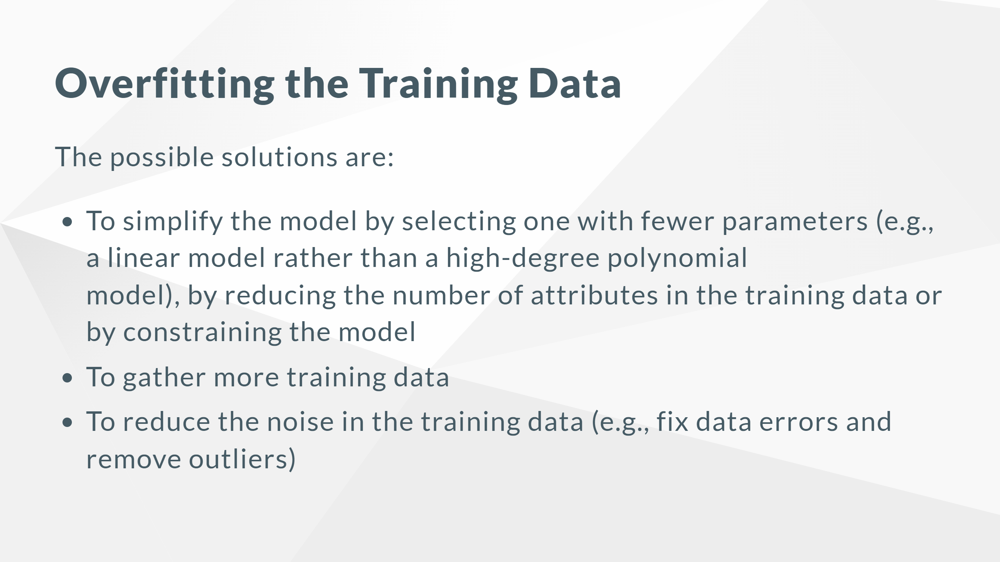 Overfitting the Training Data
The possible solutions are:
• To simplify the model by selecting one with fewer parameters (e.g.,
a linear model rather than a high-degree polynomial
model), by reducing the number of attributes in the training data or
by constraining the model
• To gather more training data
• To reduce the noise in the training data (e.g., fix data errors and
remove outliers)